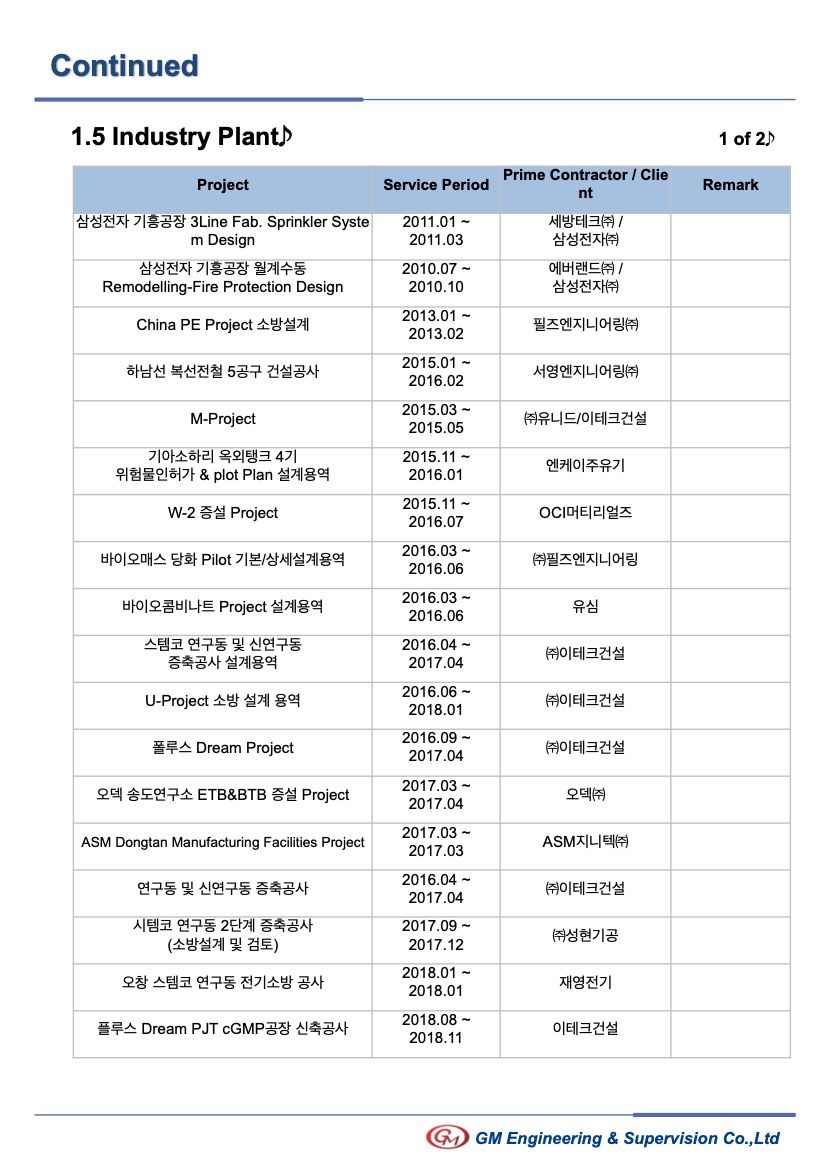 Continued
1.5 Industry Plant♪
1 of 2♪
Project
Service Period
Prime Contractor / Clie
nt
Remark
삼성전자 기흥공장 3Line Fab. Sprinkler Syste
m Design
2011.01 ~
2011.03
세방테크㈜ /
삼성전자㈜
삼성전자 기흥공장 월계수동
Remodelling-Fire Protection Design
2010.07 ~
2010.10
에버랜드㈜ /
삼성전자㈜
China PE Project 소방설계
2013.01 ~
2013.02
필즈엔지니어링㈜
하남선 복선전철 5공구 건설공사
2015.01 ~
2016.02
서영엔지니어링㈜
M-Project
2015.03 ~
2015.05
㈜유니드/이테크건설
기아소하리 옥외탱크 4기
위험물인허가 & plot Plan 설계용역
2015.11 ~
2016.01
엔케이주유기
W-2 증설 Project
2015.11 ~
2016.07
OCI머티리얼즈
바이오매스 당화 Pilot 기본/상세설계용역
2016.03 ~
2016.06
㈜필즈엔지니어링
바이오콤비나트 Project 설계용역
2016.03 ~
2016.06
유심
스템코 연구동 및 신연구동
증축공사 설계용역
2016.04 ~
2017.04
㈜이테크건설
U-Project 소방 설계 용역
2016.06 ~
2018.01
㈜이테크건설
폴루스 Dream Project
2016.09 ~
2017.04
㈜이테크건설
오덱 송도연구소 ETB&BTB 증설 Project
2017.03 ~
2017.04
오덱㈜
ASM Dongtan Manufacturing Facilities Project
2017.03 ~
2017.03
ASM지니텍㈜
연구동 및 신연구동 증축공사
2016.04 ~
2017.04
㈜이테크건설
시템코 연구동 2단계 증축공사
(소방설계 및 검토)
2017.09 ~
2017.12
㈜성현기공
오창 스템코 연구동 전기소방 공사
2018.01 ~
2018.01
재영전기
플루스 Dream PJT cGMP공장 신축공사
2018.08 ~
2018.11
이테크건설
GM GM Engineering & Supervision Co.,Ltd